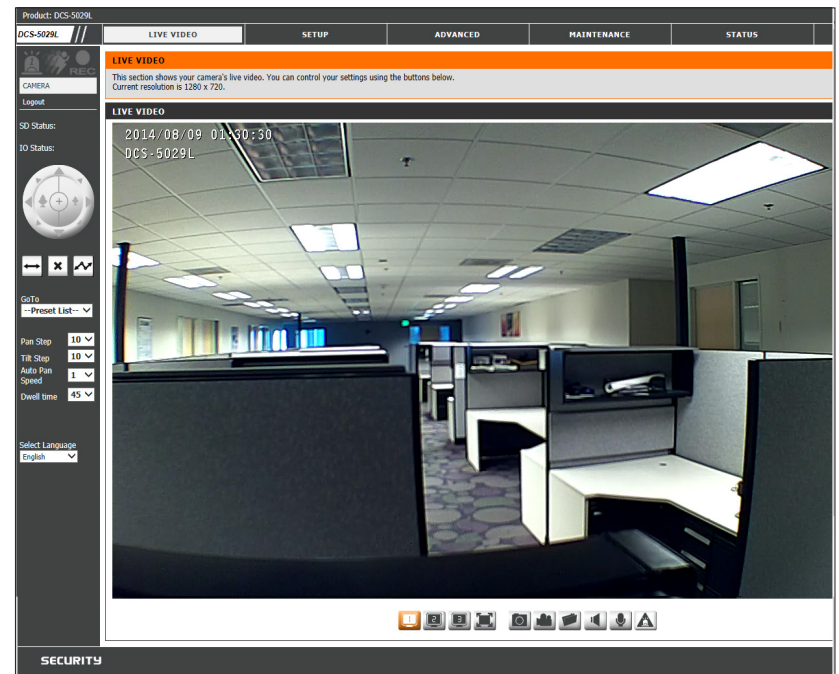 Product: DCS-5029L
DCS-5029L
LIVE VIDEO
SETUP
ADVANCED
MAINTENANCE
STATUS
REC
CAMERA
Logout
SD Status:
IO Status:
GoTo
--Preset List--
Pan Step 10
Tilt Step 10
Auto Pan
Speed 1
Dwell time 45
Select Language
English
LIVE VIDEO
This section shows your camera's live video. You can control your settings using the buttons below.
Current resolution is 1280 x 720.
LIVE VIDEO
2014/08/09 01:30:30
DCS-5029L
1 2 3
SECURITY